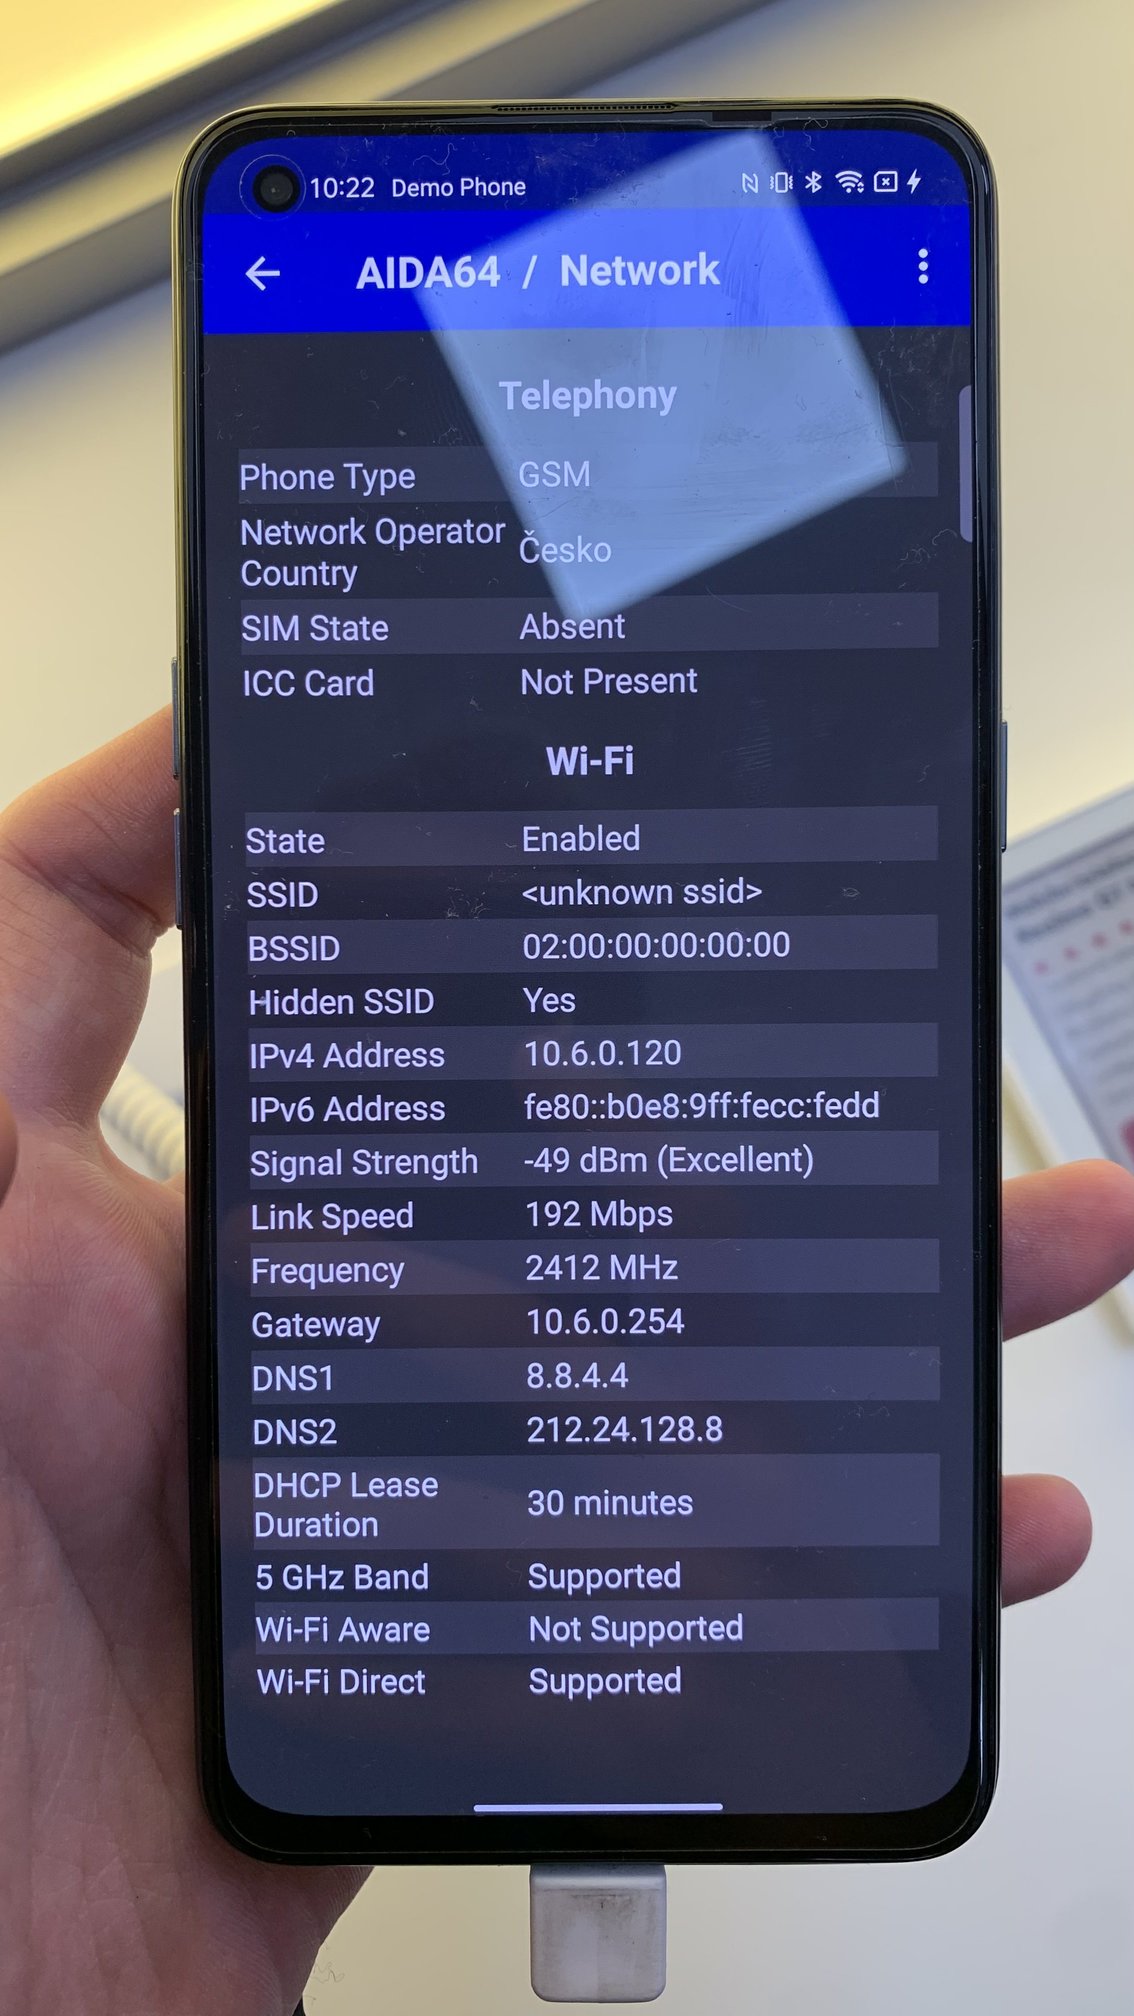 10:22 Demo Phone
AIDA64 / Network
Telephony
Phone Type GSM
Network Operator Country Česko
SIM State Absent
ICC Card Not Present
Wi-Fi
State Enabled
SSID <unknown ssid>
BSSID 02:00:00:00:00:00
Hidden SSID Yes
IPv4 Address 10.6.0.120
IPv6 Address fe80::b0e8:9ff:fecc:fedd
Signal Strength -49 dBm (Excellent)
Link Speed 192 Mbps
Frequency 2412 MHz
Gateway 10.6.0.254
DNS1 8.8.4.4
DNS2 212.24.128.8
DHCP Lease Duration 30 minutes
5 GHz Band Supported
Wi-Fi Aware Not Supported
Wi-Fi Direct Supported